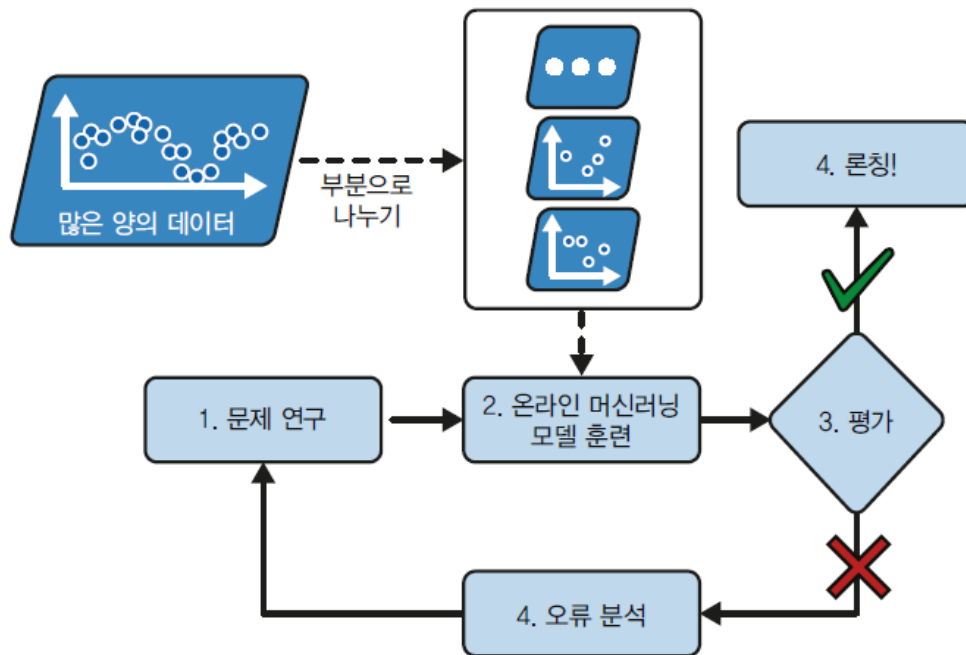 많은 양의 데이터
부분으로
나누기
4. 론칭!
1. 문제 연구
2. 온라인 머신러닝
모델 훈련
3. 평가
4. 오류 분석